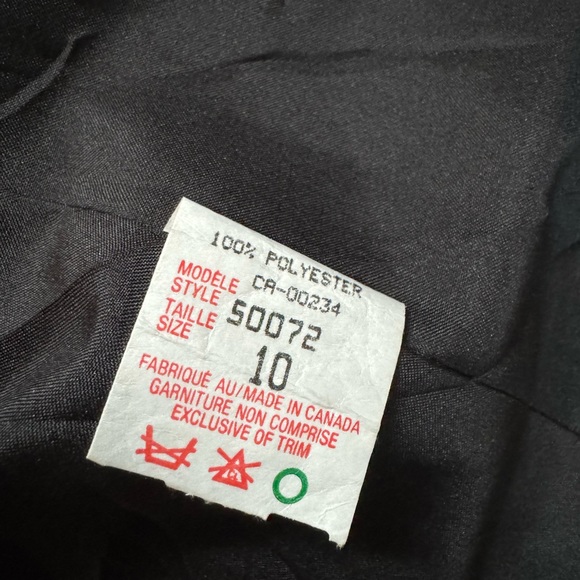 100% POLYESTER
CA-00234
MODÈLE
STYLE 50072
TAILLE
SIZE 10
FABRIQUÉ AU/MADE IN CANADA
GARNITURE NON COMPRISE
EXCLUSIVE OF TRIM